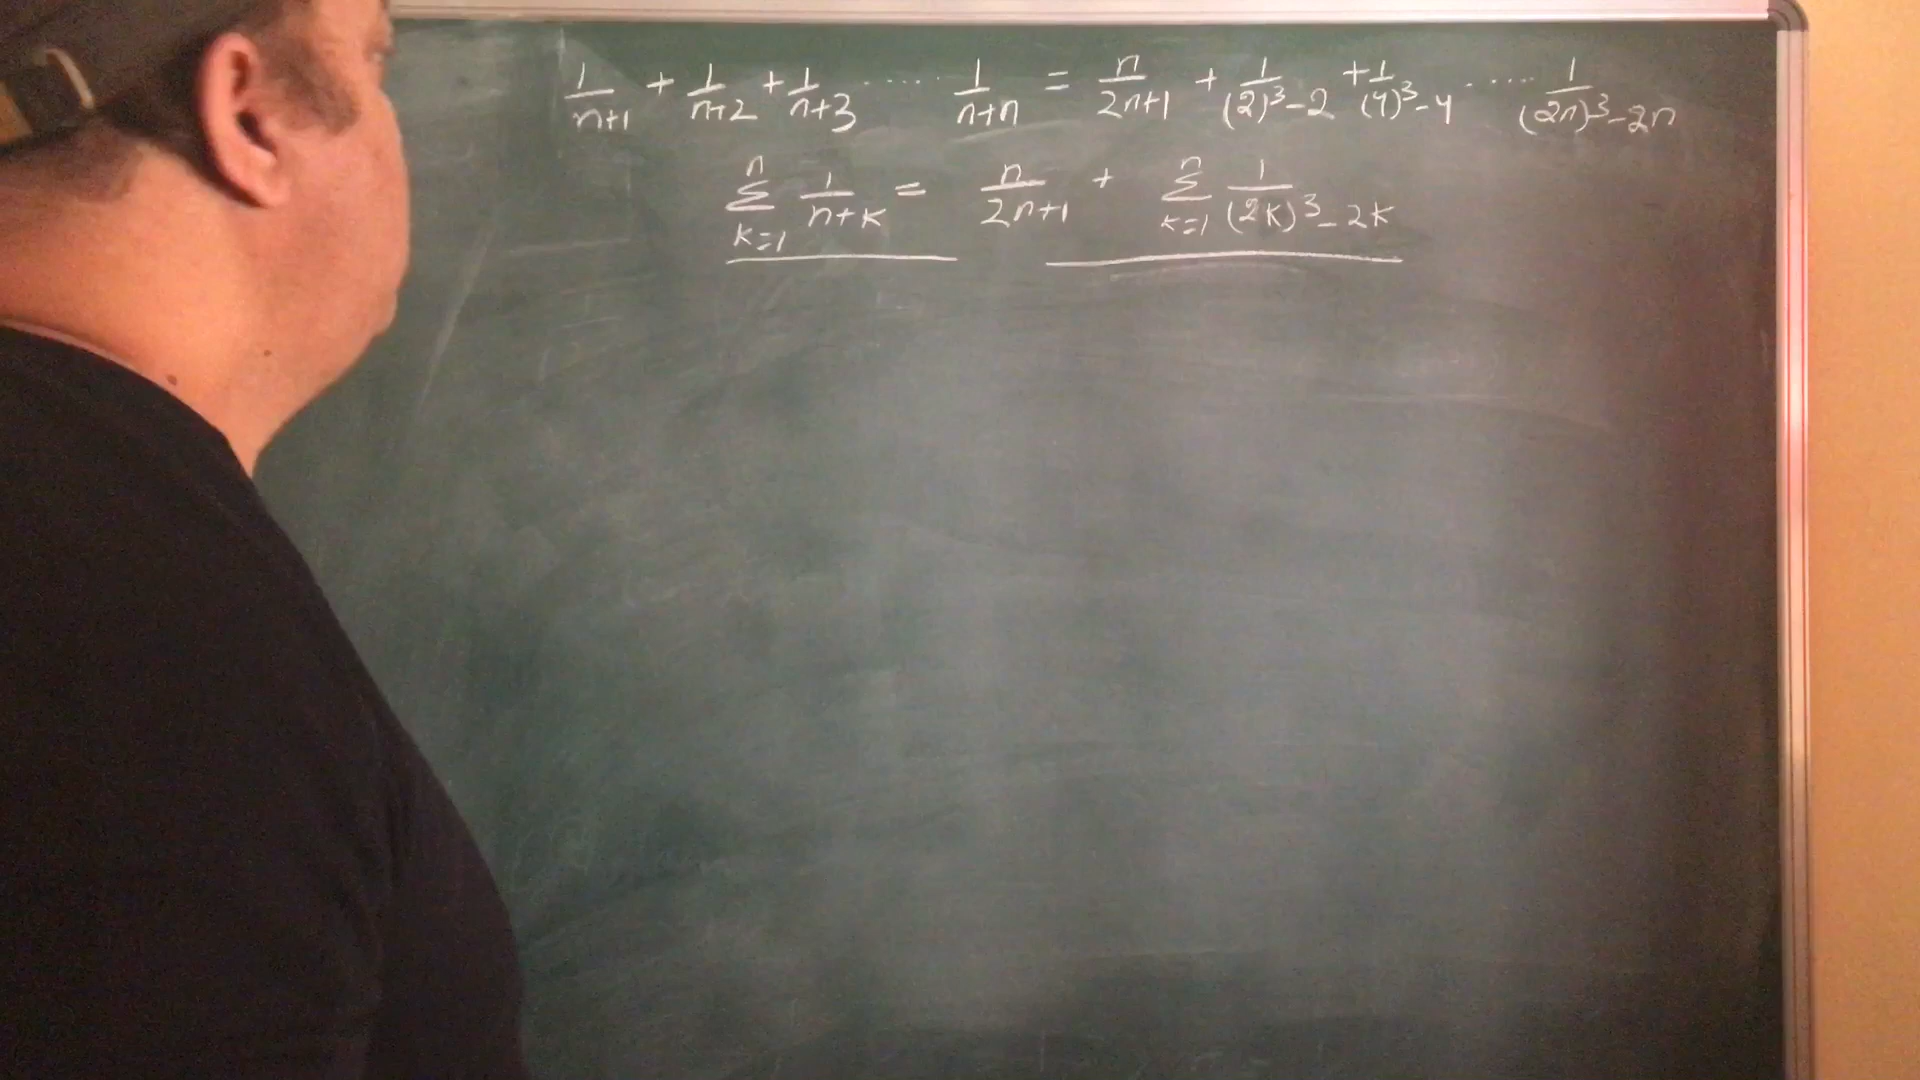 1/(n+1) + 1/(n+2) + 1/(n+3) ...... 1/(n+n) = n/(2n+1) + 1/((2)³-2) + 1/((4)³-4) ...... 1/((2n)³-2n)
n Σ k=1 1/(n+k) = n/(2n+1) + n Σ k=1 1/((2k)³-2k)